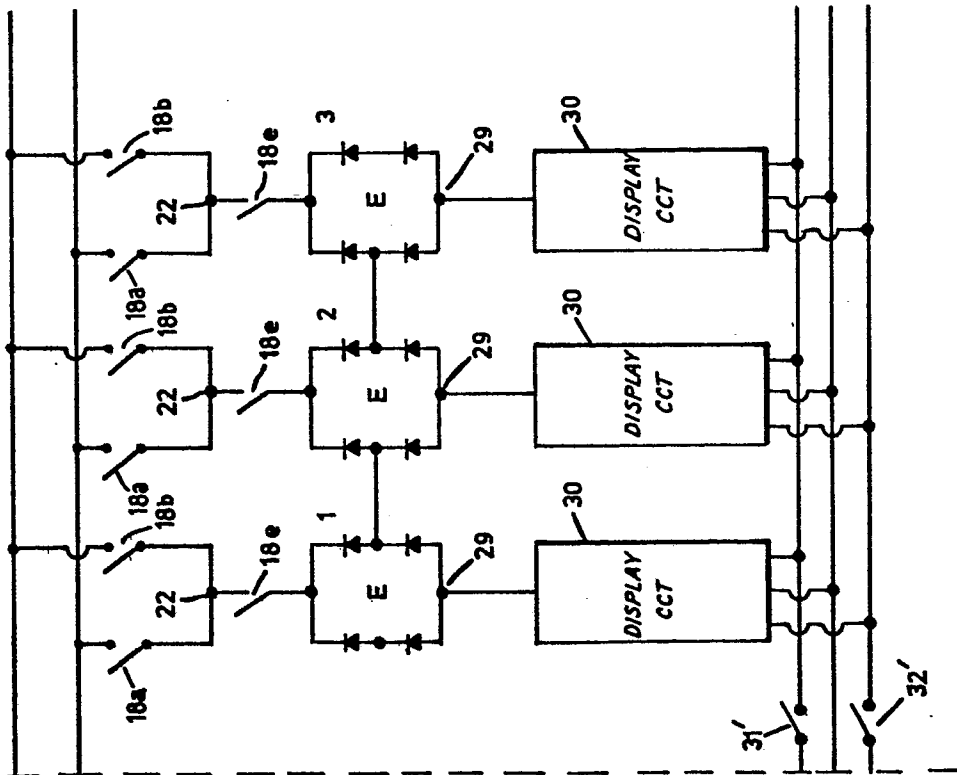 18a
22
18b
18e
1
E
29
30
DISPLAY
CCT
18a
22
18b
18e
2
E
29
30
DISPLAY
CCT
18a
22
18b
18e
3
E
29
30
DISPLAY
CCT
31'
32'